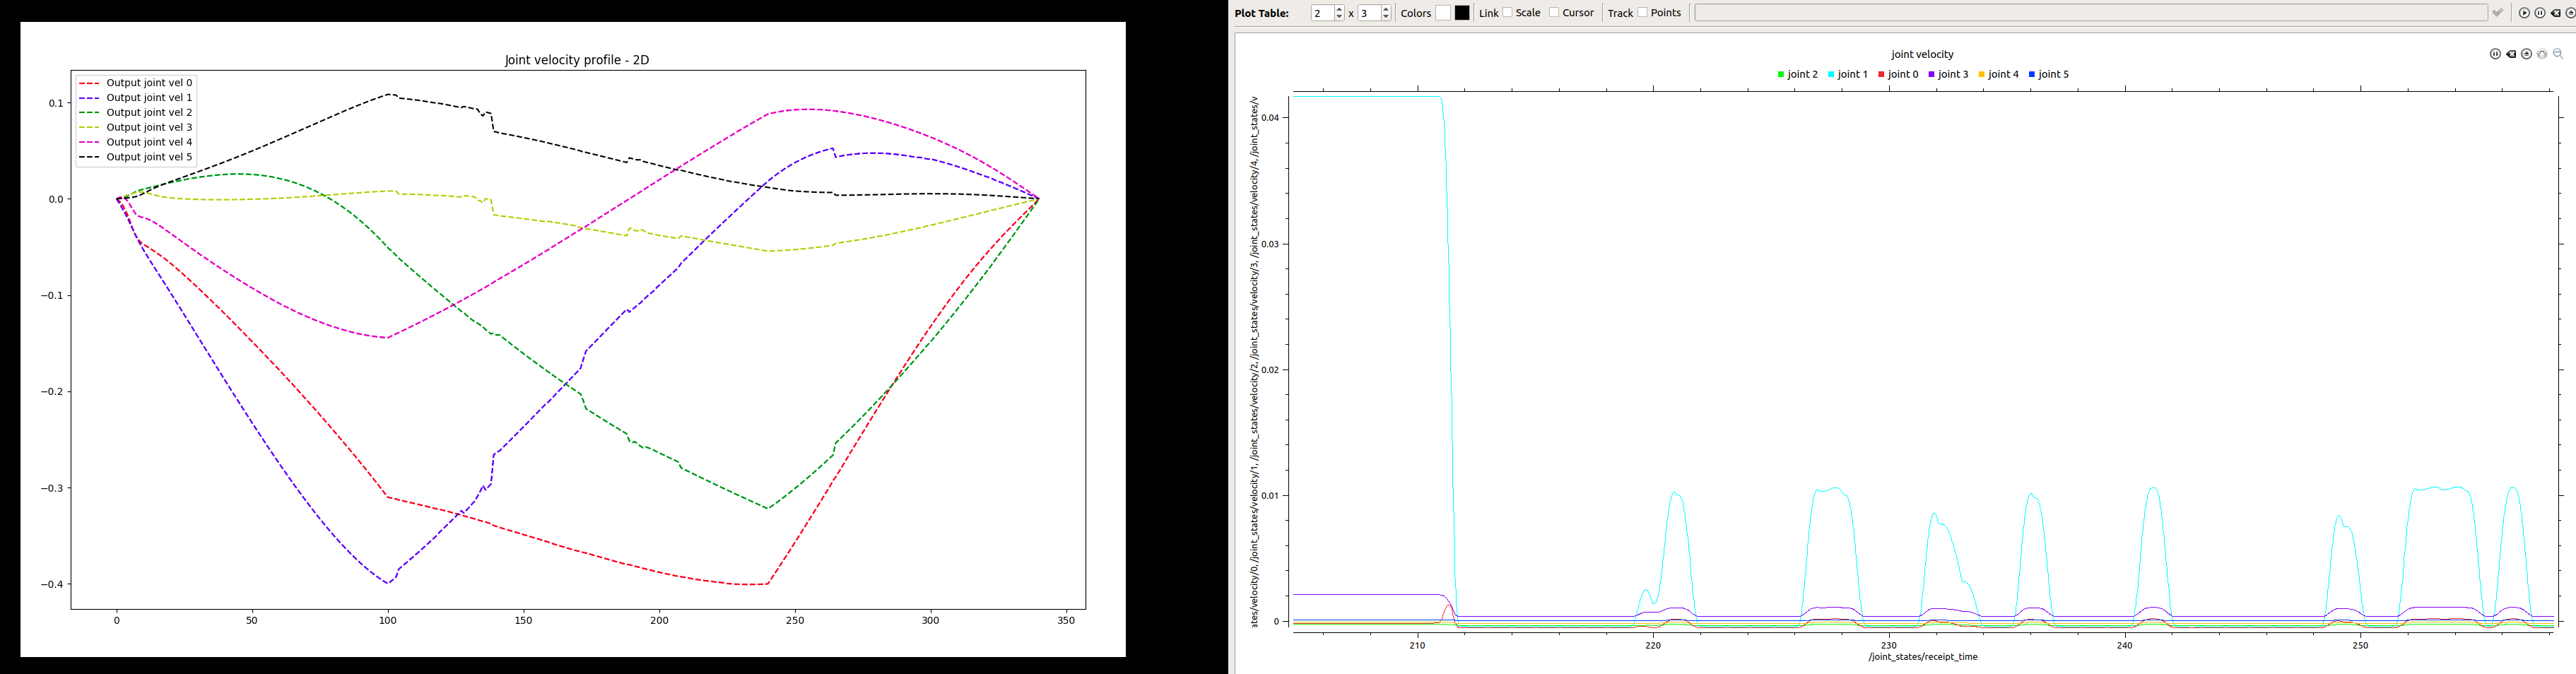 Joint velocity profile - 2D
Output joint vel 0
Output joint vel 1
Output joint vel 2
Output joint vel 3
Output joint vel 4
Output joint vel 5
0.1
0.0
−0.1
−0.2
−0.3
−0.4
0 50 100 150 200 250 300 350
Plot Table: 2 x 3 Colors Link Scale Cursor Track Points
joint velocity
joint 2 joint 1 joint 0 joint 3 joint 4 joint 5
ates/velocity/0, /joint_states/velocity/1, /joint_states/velocity/2, /joint_states/velocity/3, /joint_states/velocity/4, /joint_states/v
0.04
0.03
0.02
0.01
0
210 220 230 240 250
/joint_states/receipt_time